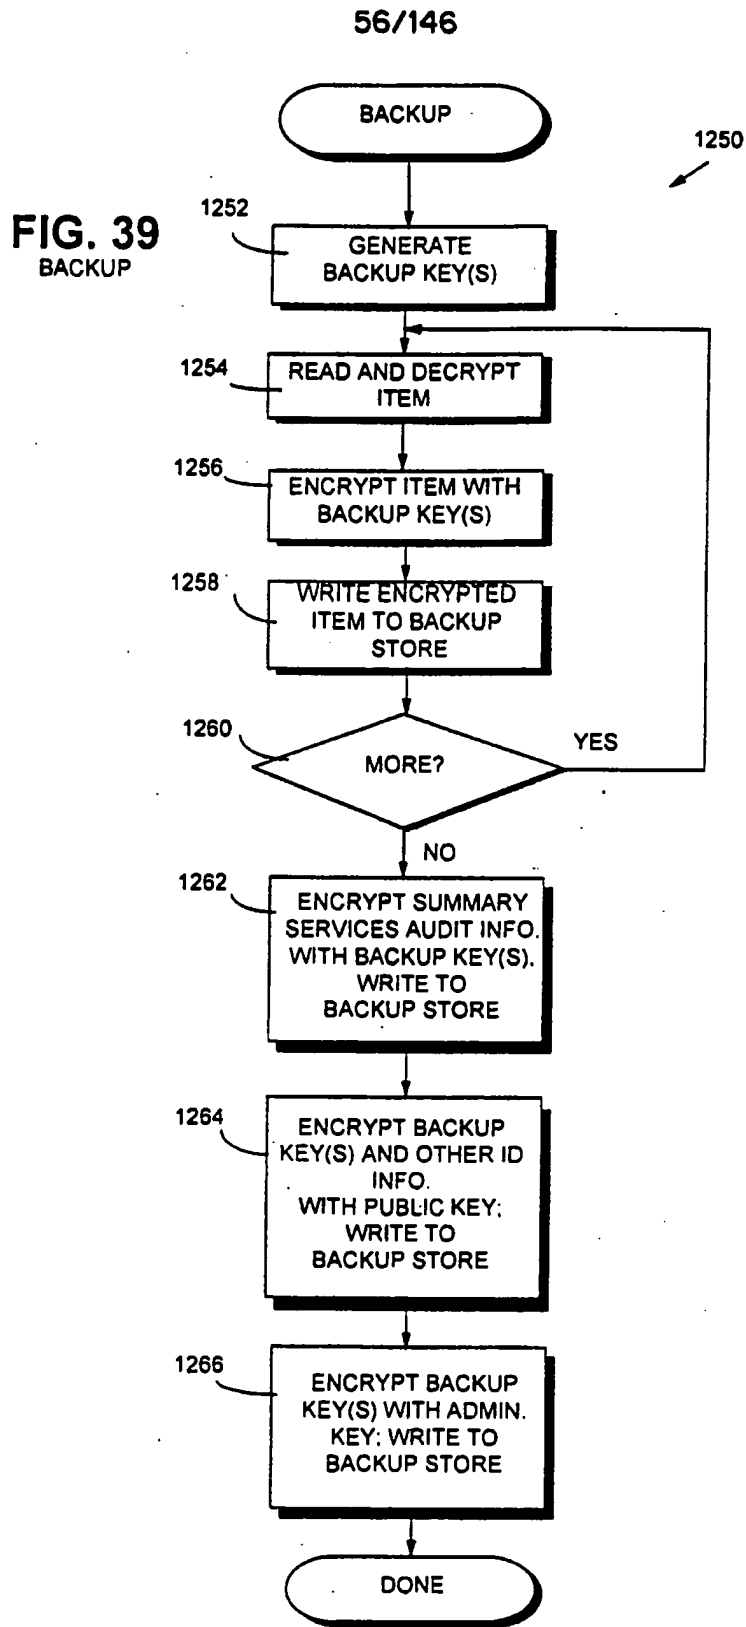 56/146
BACKUP
1250
FIG. 39
BACKUP
1252
GENERATE
BACKUP KEY(S)
1254
READ AND DECRYPT
ITEM
1256
ENCRYPT ITEM WITH
BACKUP KEY(S)
1258
WRITE ENCRYPTED
ITEM TO BACKUP
STORE
1260
MORE?
YES
NO
1262
ENCRYPT SUMMARY
SERVICES AUDIT INFO.
WITH BACKUP KEY(S).
WRITE TO
BACKUP STORE
1264
ENCRYPT BACKUP
KEY(S) AND OTHER ID
INFO.
WITH PUBLIC KEY;
WRITE TO
BACKUP STORE
1266
ENCRYPT BACKUP
KEY(S) WITH ADMIN.
KEY; WRITE TO
BACKUP STORE
DONE